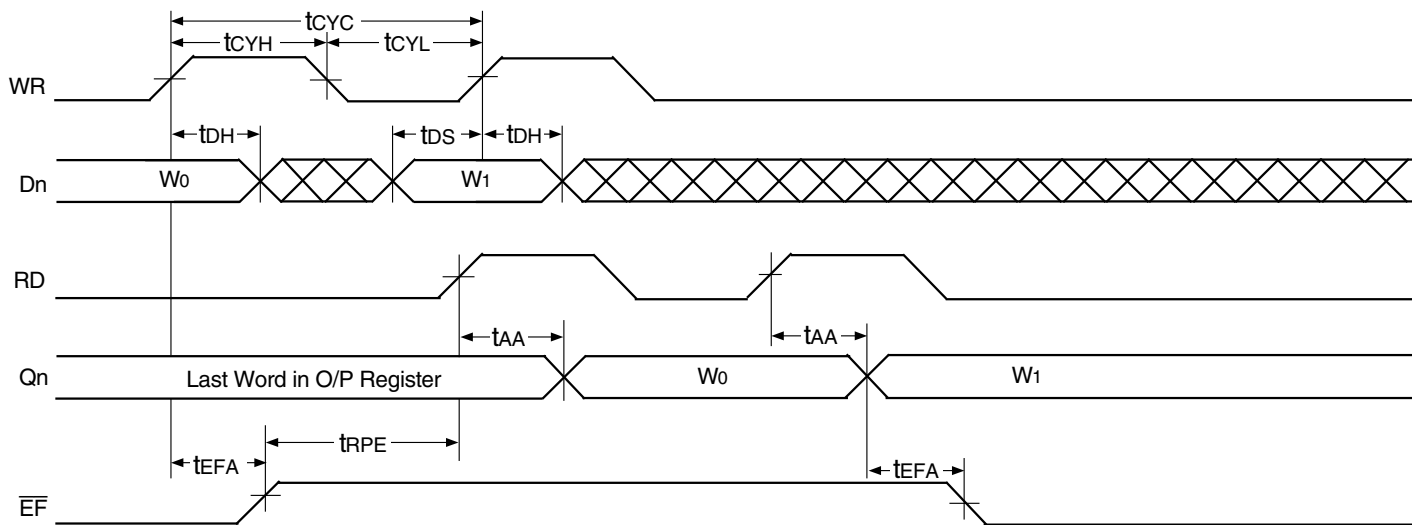 tCYC
tCYH tCYL
WR
tDH tDS tDH
Dn W0 W1
RD
tAA tAA
Qn Last Word in O/P Register W0 W1
tRPE
tEFA tEFA
EF